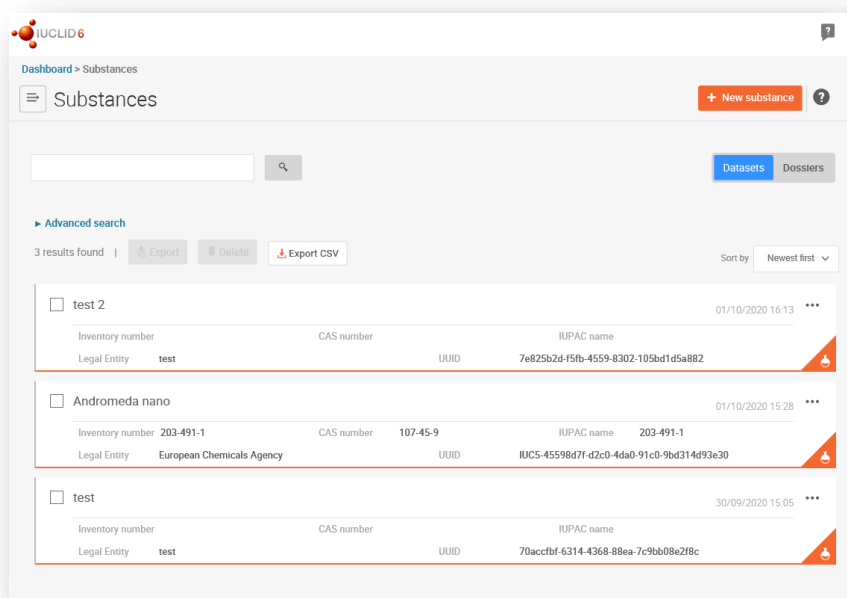 IUCLID 6
?
Dashboard > Substances
Substances
+ New substance ?
Datasets Dossiers
► Advanced search
3 results found | Export Delete Export CSV
Sort by Newest first
test 2 01/10/2020 16:13 •••
Inventory number CAS number IUPAC name
Legal Entity test UUID 7e825b2d-f5fb-4559-8302-105bd1d5a882
Andromeda nano 01/10/2020 15:28 •••
Inventory number 203-491-1 CAS number 107-45-9 IUPAC name 203-491-1
Legal Entity European Chemicals Agency UUID IUC5-45598d7f-d2c0-4da0-91c0-9bd314d93e30
test 30/09/2020 15:05 •••
Inventory number CAS number IUPAC name
Legal Entity test UUID 70accfbf-6314-4368-88ea-7c9bb08e2f8c